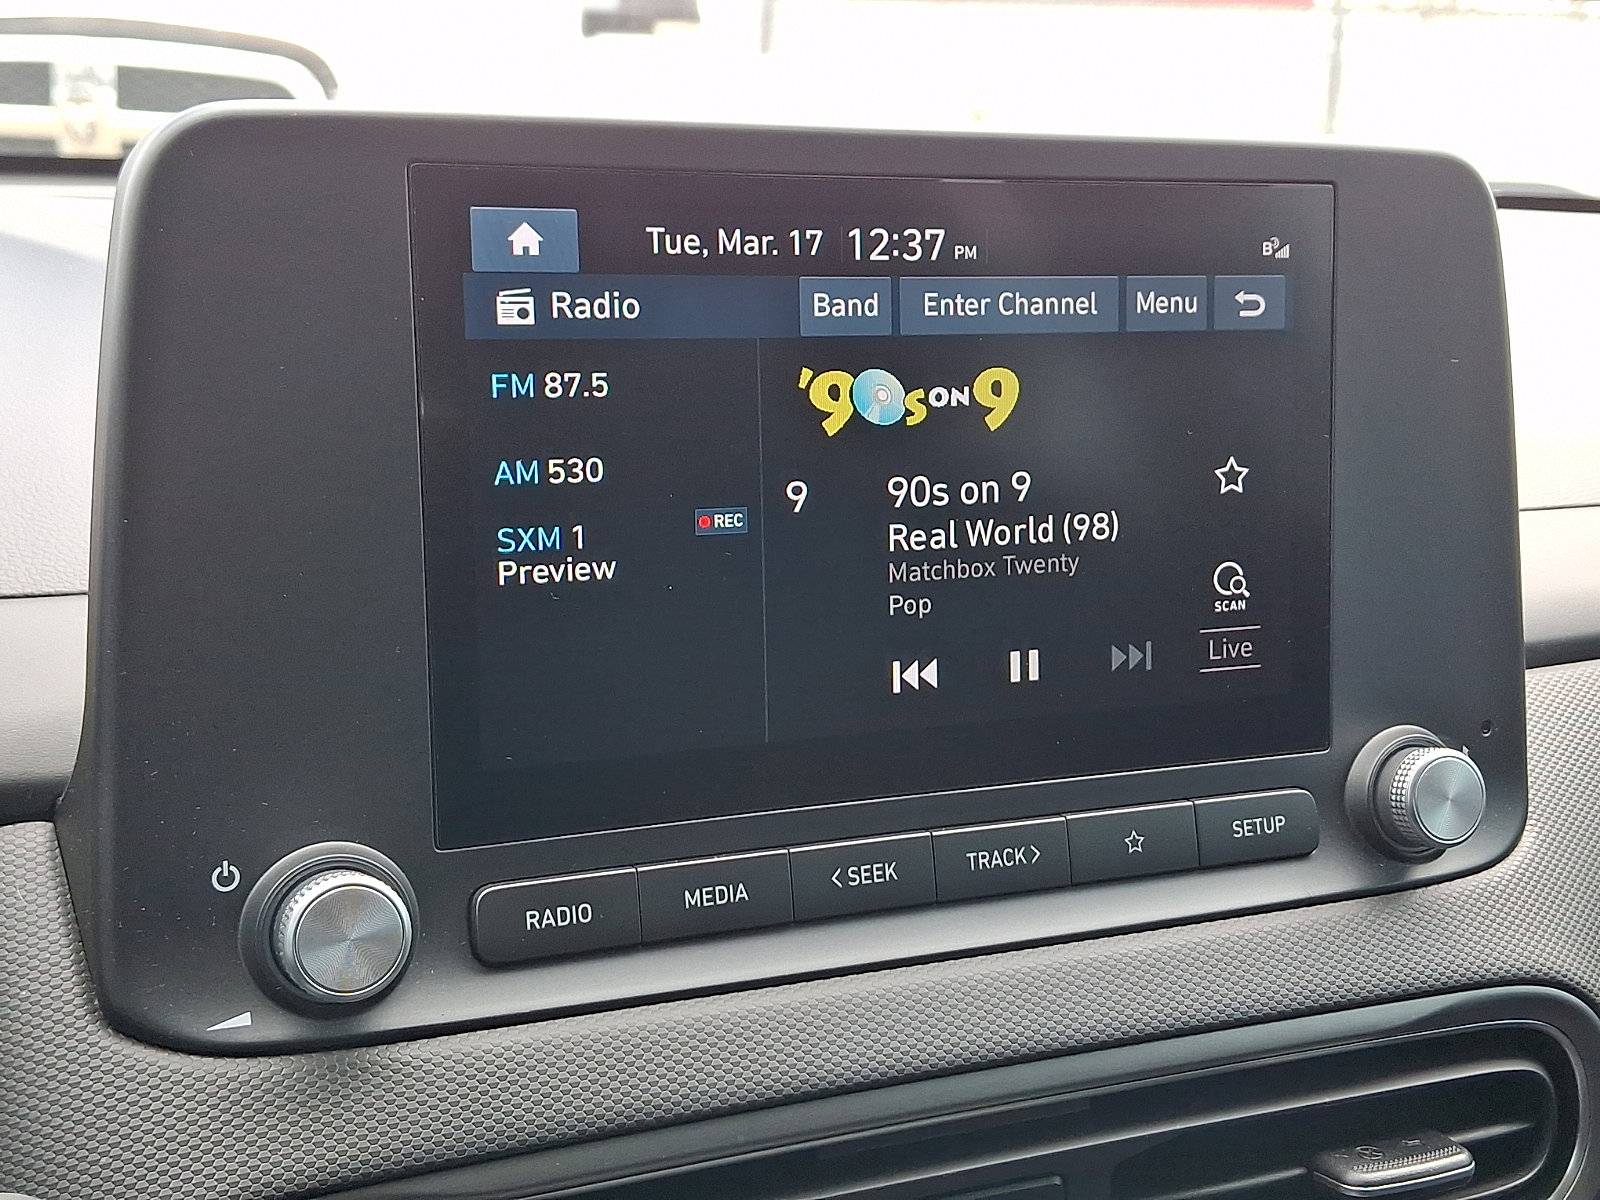 Tue, Mar. 17 12:37 PM
Radio Band Enter Channel Menu
FM 87.5
AM 530
SXM 1
Preview
REC
'90s ON 9
9
90s on 9
Real World (98)
Matchbox Twenty
Pop
SCAN
Live
RADIO MEDIA < SEEK TRACK > SETUP